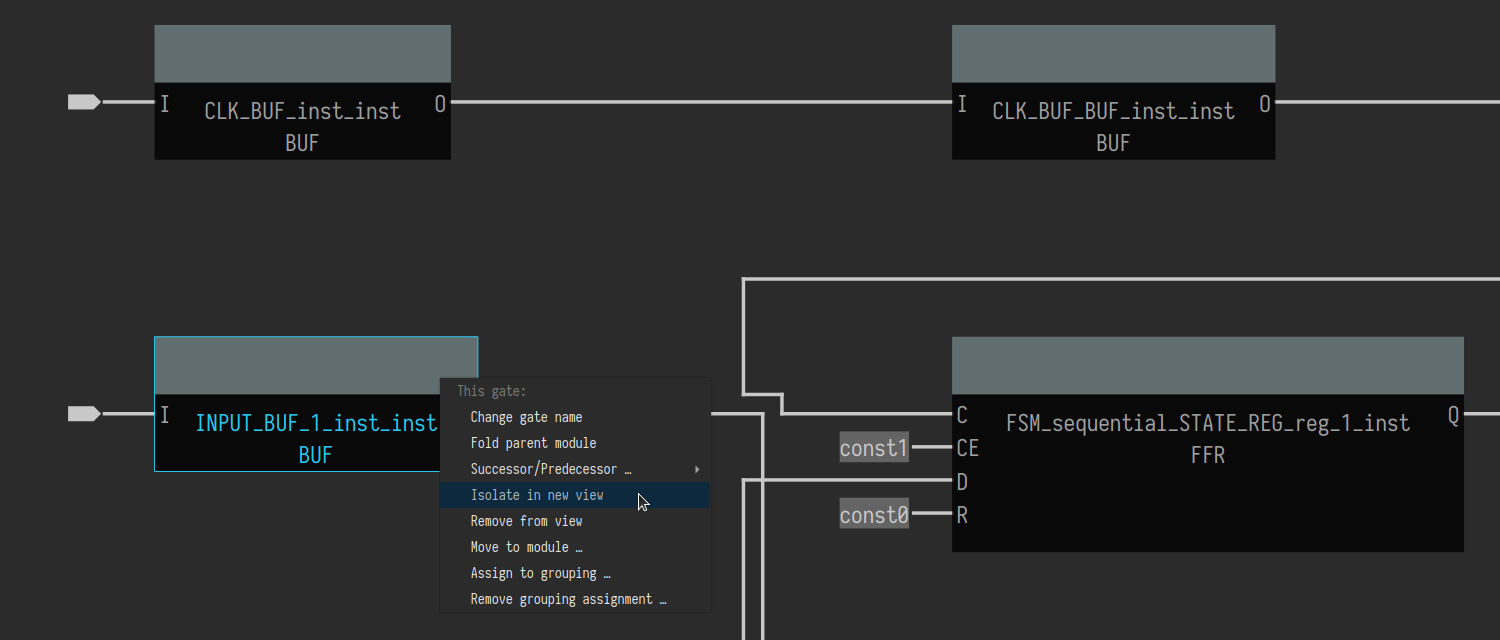 I CLK_BUF_inst_inst O
BUF
I CLK_BUF_BUF_inst_inst O
BUF
I INPUT_BUF_1_inst_inst
BUF
This gate:
Change gate name
Fold parent module
Successor/Predecessor …
Isolate in new view
Remove from view
Move to module …
Assign to grouping …
Remove grouping assignment …
C FSM_sequential_STATE_REG_reg_1_inst Q
const1 CE FFR
D
const0 R